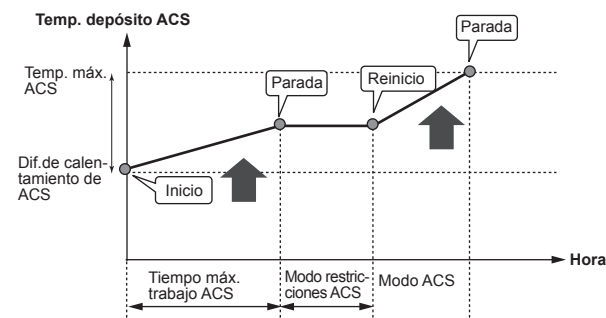 Temp. depósito ACS
Parada
Temp. máx.
ACS
Parada
Reinicio
Dif.de calen-
tamiento de
ACS
Inicio
Hora
Tiempo máx.
trabajo ACS
Modo restric-
ciones ACS
Modo ACS